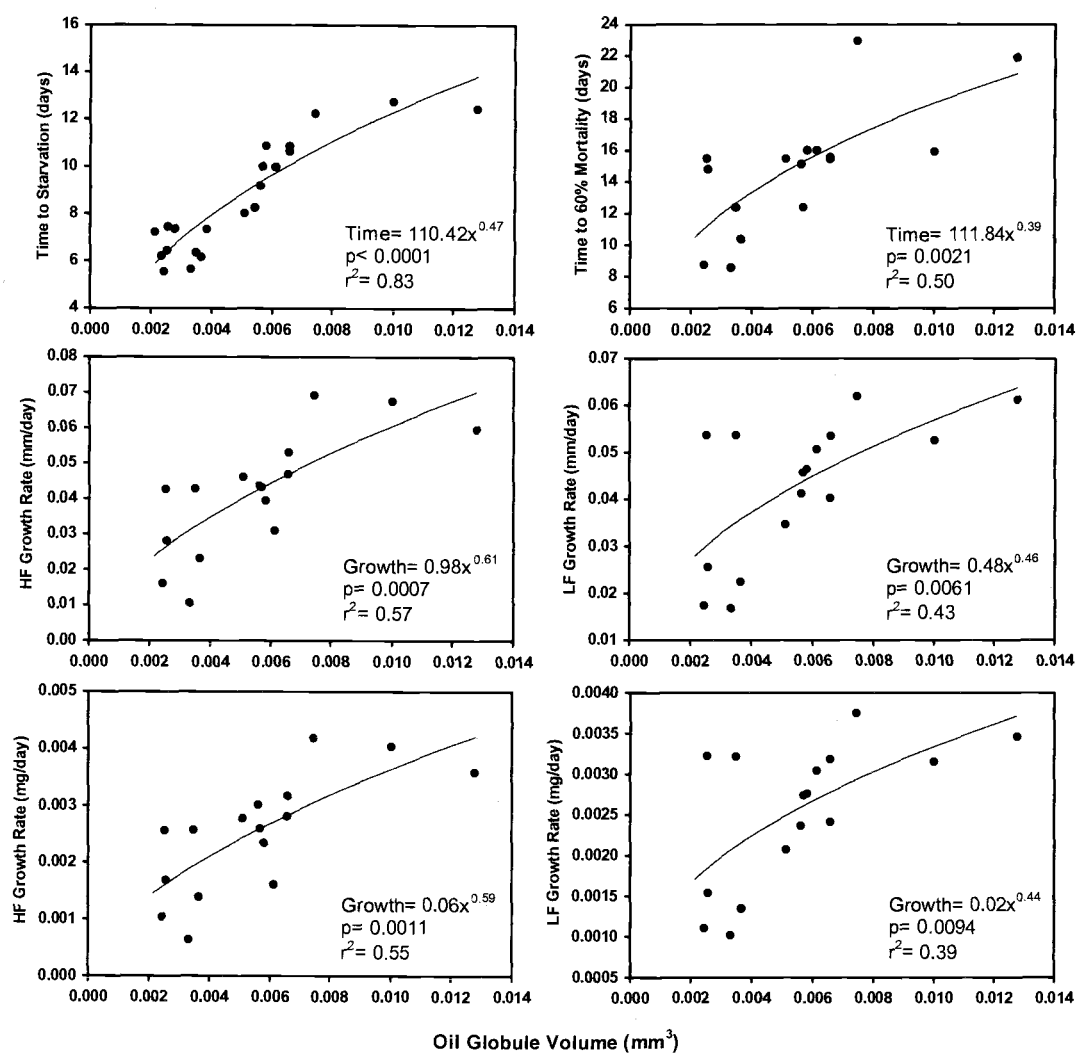 Time to Starvation (days)
16
14
12
10
8
6
4
Time= 110.42x^0.47
p< 0.0001
r²= 0.83
0.000 0.002 0.004 0.006 0.008 0.010 0.012 0.014
Time to 60% Mortality (days)
24
22
20
18
16
14
12
10
8
6
Time= 111.84x^0.39
p= 0.0021
r²= 0.50
0.000 0.002 0.004 0.006 0.008 0.010 0.012 0.014
HF Growth Rate (mm/day)
0.08
0.07
0.06
0.05
0.04
0.03
0.02
0.01
0.00
Growth= 0.98x^0.61
p= 0.0007
r²= 0.57
0.000 0.002 0.004 0.006 0.008 0.010 0.012 0.014
LF Growth Rate (mm/day)
0.07
0.06
0.05
0.04
0.03
0.02
0.01
Growth= 0.48x^0.46
p= 0.0061
r²= 0.43
0.000 0.002 0.004 0.006 0.008 0.010 0.012 0.014
HF Growth Rate (mg/day)
0.005
0.004
0.003
0.002
0.001
0.000
Growth= 0.06x^0.59
p= 0.0011
r²= 0.55
0.000 0.002 0.004 0.006 0.008 0.010 0.012 0.014
LF Growth Rate (mg/day)
0.0040
0.0035
0.0030
0.0025
0.0020
0.0015
0.0010
0.0005
Growth= 0.02x^0.44
p= 0.0094
r²= 0.39
0.000 0.002 0.004 0.006 0.008 0.010 0.012 0.014
Oil Globule Volume (mm³)